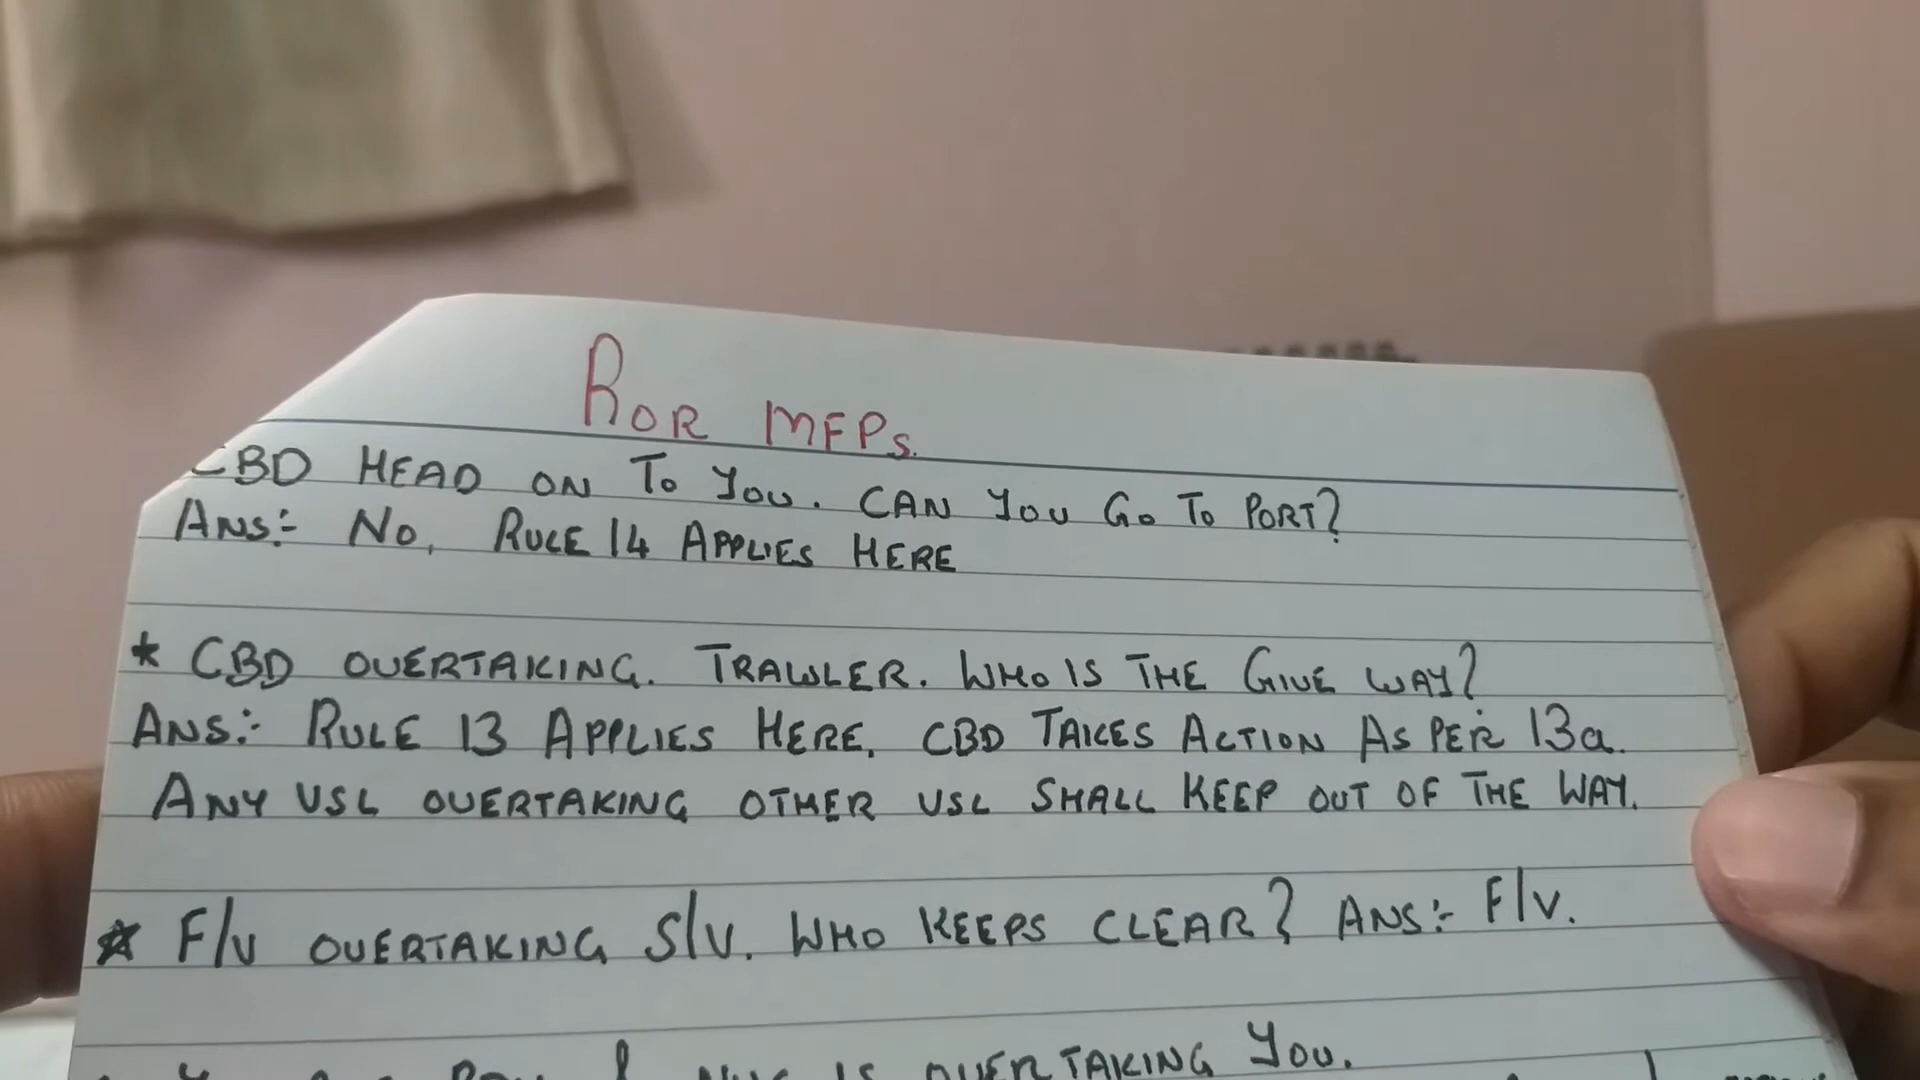 ROR MFPs.
CBD HEAD ON TO YOU. CAN YOU GO TO PORT?
ANS:- NO, RULE 14 APPLIES HERE
* CBD OVERTAKING. TRAWLER. WHO IS THE GIVE WAY?
ANS:- RULE 13 APPLIES HERE. CBD TAKES ACTION AS PER 13a.
ANY VSL OVERTAKING OTHER VSL SHALL KEEP OUT OF THE WAY.
* F/V OVERTAKING S/V. WHO KEEPS CLEAR? ANS:- F/V.
IS OVERTAKING YOU.